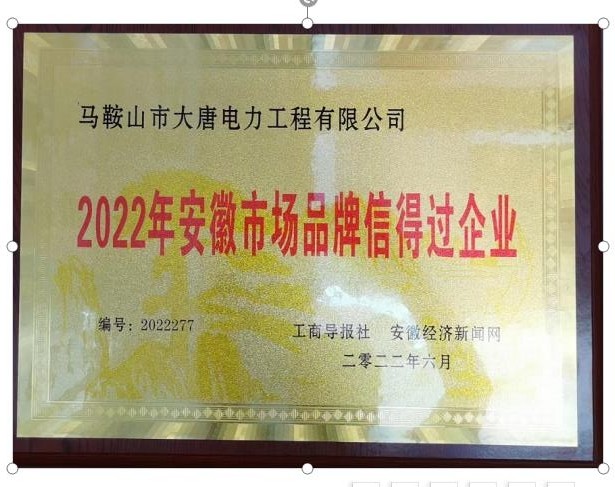 马鞍山市大唐电力工程有限公司
2022年安徽市场品牌信得过企业
编号：2022277
工商导报社　安徽经济新闻网
二零二二年六月